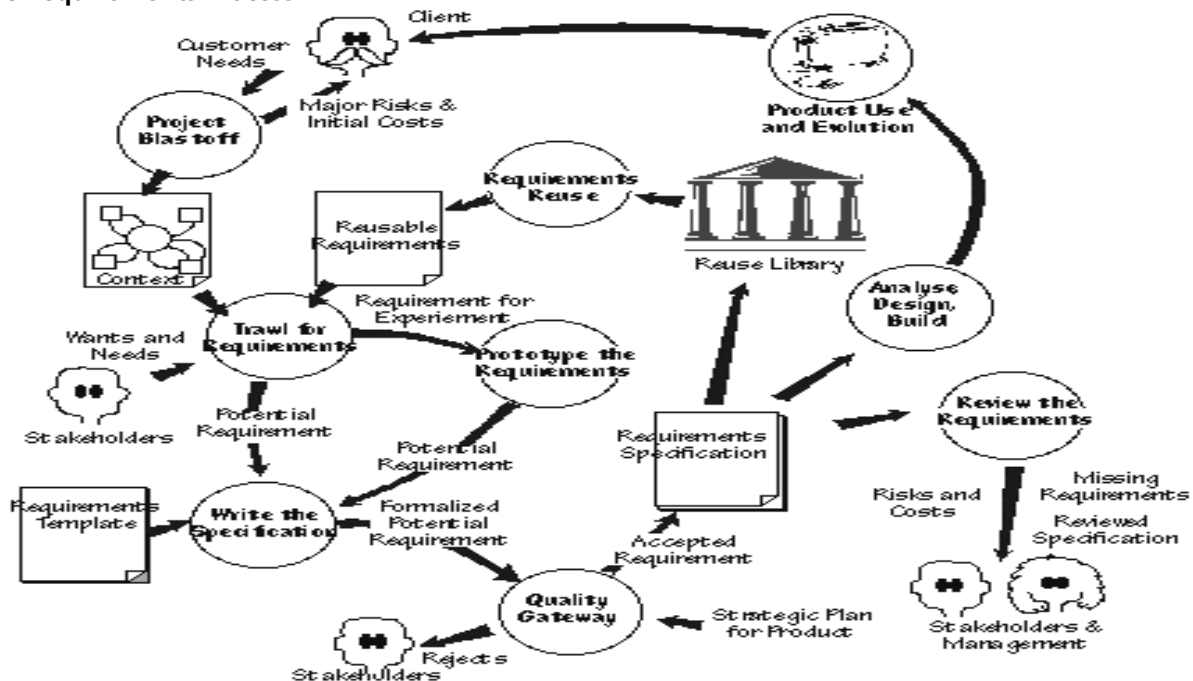 Client
Customer
Needs
Major Risks &
Initial Costs
Project
Blastoff
Product Use
and Evolution
Requirements
Reuse
Reusable
Requirements
Reuse Library
Context
Analyse
Design,
Build
Requirement for
Experiement
Trawl for
Requirements
Wants and
Needs
Prototype the
Requirements
Stakeholders
Potential
Requirement
Review the
Requirements
Requirements
Specification
Potential
Requirement
Missing
Requirements
Risks and
Costs
Reviewed
Specification
Requirements
Template
Write the
Specification
Formalized
Potential
Requirement
Accepted
Requirement
Quality
Gateway
Strategic Plan
for Product
Stakeholders &
Management
Rejects
Stakeholders